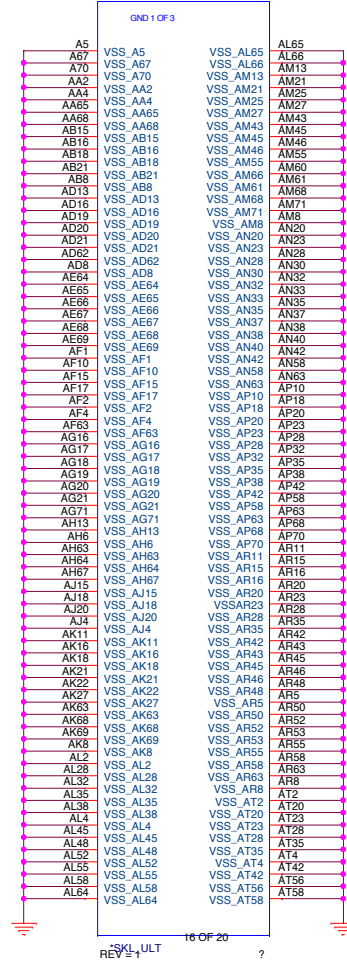 GND 1 OF 3
A5 VSS_A5 VSS_AL65 AL65
A67 VSS_A67 VSS_AL66 AL66
A70 VSS_A70 VSS_AM13 AM13
AA2 VSS_AA2 VSS_AM21 AM21
AA4 VSS_AA4 VSS_AM25 AM25
AA65 VSS_AA65 VSS_AM27 AM27
AA68 VSS_AA68 VSS_AM43 AM43
AB15 VSS_AB15 VSS_AM45 AM45
AB16 VSS_AB16 VSS_AM46 AM46
AB18 VSS_AB18 VSS_AM55 AM55
AB21 VSS_AB21 VSS_AM66 AM60
AB8 VSS_AB8 VSS_AM61 AM61
AD13 VSS_AD13 VSS_AM68 AM68
AD16 VSS_AD16 VSS_AM71 AM71
AD19 VSS_AD19 VSS_AM8 AM8
AD20 VSS_AD20 VSS_AN20 AN20
AD21 VSS_AD21 VSS_AN23 AN23
AD62 VSS_AD62 VSS_AN28 AN28
AD8 VSS_AD8 VSS_AN30 AN30
AE64 VSS_AE64 VSS_AN32 AN32
AE65 VSS_AE65 VSS_AN33 AN33
AE66 VSS_AE66 VSS_AN35 AN35
AE67 VSS_AE67 VSS_AN37 AN37
AE68 VSS_AE68 VSS_AN38 AN38
AE69 VSS_AE69 VSS_AN40 AN40
AF1 VSS_AF1 VSS_AN42 AN42
AF10 VSS_AF10 VSS_AN58 AN58
AF15 VSS_AF15 VSS_AN63 AN63
AF17 VSS_AF17 VSS_AP10 AP10
AF2 VSS_AF2 VSS_AP18 AP18
AF4 VSS_AF4 VSS_AP20 AP20
AF63 VSS_AF63 VSS_AP23 AP23
AG16 VSS_AG16 VSS_AP28 AP28
AG17 VSS_AG17 VSS_AP32 AP32
AG18 VSS_AG18 VSS_AP35 AP35
AG19 VSS_AG19 VSS_AP38 AP38
AG20 VSS_AG20 VSS_AP42 AP42
AG21 VSS_AG21 VSS_AP58 AP58
AG71 VSS_AG71 VSS_AP63 AP63
AH13 VSS_AH13 VSS_AP68 AP68
AH6 VSS_AH6 VSS_AP70 AP70
AH63 VSS_AH63 VSS_AR11 AR11
AH64 VSS_AH64 VSS_AR15 AR15
AH67 VSS_AH67 VSS_AR16 AR16
AJ15 VSS_AJ15 VSS_AR20 AR20
AJ18 VSS_AJ18 VSSAR23 AR23
AJ20 VSS_AJ20 VSS_AR28 AR28
AJ4 VSS_AJ4 VSS_AR35 AR35
AK11 VSS_AK11 VSS_AR42 AR42
AK16 VSS_AK16 VSS_AR43 AR43
AK18 VSS_AK18 VSS_AR45 AR45
AK21 VSS_AK21 VSS_AR46 AR46
AK22 VSS_AK22 VSS_AR48 AR48
AK27 VSS_AK27 VSS_AR5 AR5
AK63 VSS_AK63 VSS_AR50 AR50
AK68 VSS_AK68 VSS_AR52 AR52
AK69 VSS_AK69 VSS_AR53 AR53
AK8 VSS_AK8 VSS_AR55 AR55
AL2 VSS_AL2 VSS_AR58 AR58
AL28 VSS_AL28 VSS_AR63 AR63
AL32 VSS_AL32 VSS_AR8 AR8
AL35 VSS_AL35 VSS_AT2 AT2
AL38 VSS_AL38 VSS_AT20 AT20
AL4 VSS_AL4 VSS_AT23 AT23
AL45 VSS_AL45 VSS_AT28 AT28
AL48 VSS_AL48 VSS_AT35 AT35
AL52 VSS_AL52 VSS_AT4 AT4
AL55 VSS_AL55 VSS_AT42 AT42
AL58 VSS_AL58 VSS_AT56 AT56
AL64 VSS_AL64 VSS_AT58 AT58
16 OF 20
*SKL_ULT
REV = 1 ?